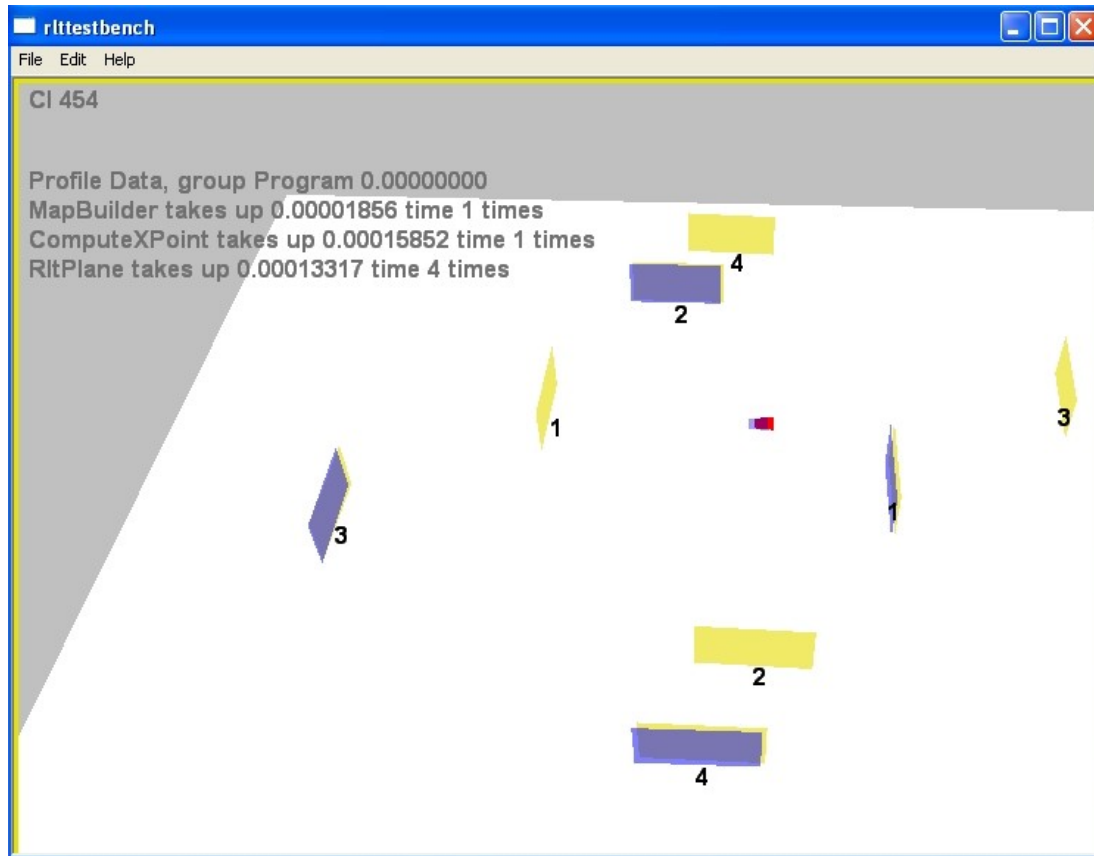 rlttestbench
File Edit Help
CI 454
Profile Data, group Program 0.00000000
MapBuilder takes up 0.00001856 time 1 times
ComputeXPoint takes up 0.00015852 time 1 times
RltPlane takes up 0.00013317 time 4 times
4
2
1
3
3
1
2
4